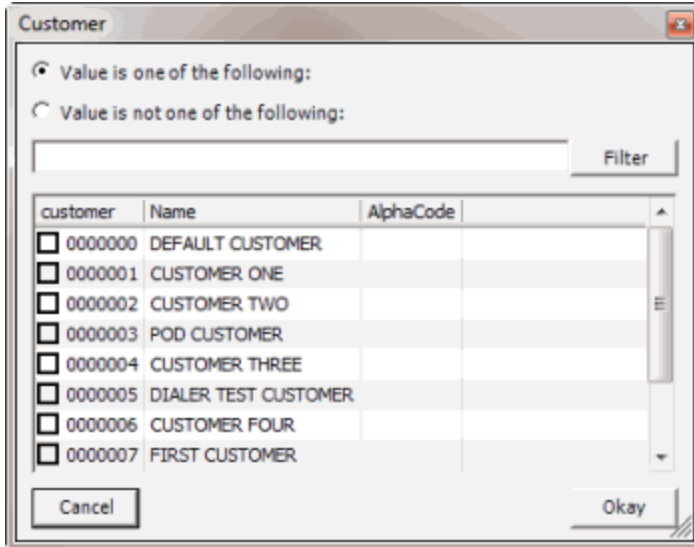 Customer
Value is one of the following:
Value is not one of the following:
Filter
customer Name AlphaCode
0000000 DEFAULT CUSTOMER
0000001 CUSTOMER ONE
0000002 CUSTOMER TWO
0000003 POD CUSTOMER
0000004 CUSTOMER THREE
0000005 DIALER TEST CUSTOMER
0000006 CUSTOMER FOUR
0000007 FIRST CUSTOMER
Cancel Okay